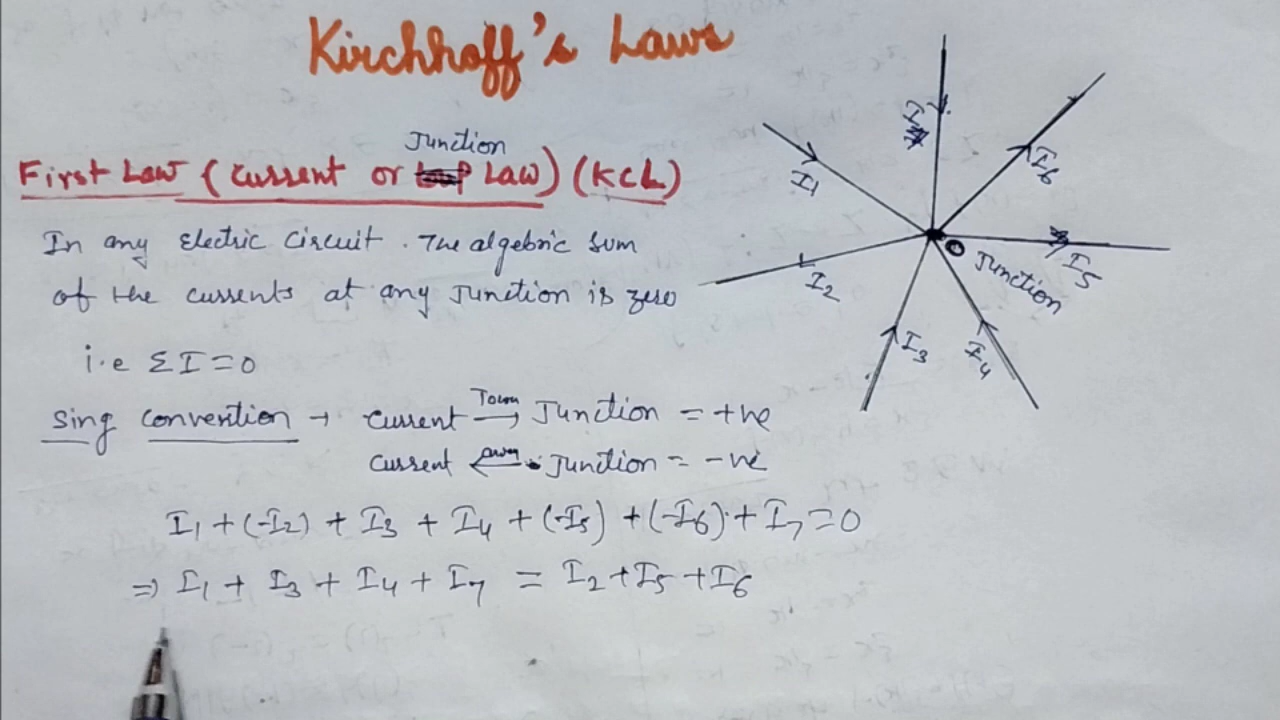 Kirchhoff's Laws
Junction
First Law (Current or Law) (KCL)
In any Electric Circuit. The algebric sum
of the currents at any Junction is zero
i.e ΣI=0
Sing convention → current → Junction = +ve
current ← away Junction = -ve
I1 + (-I2) + I3 + I4 + (-I5) + (-I6) + I7 = 0
⇒ I1 + I3 + I4 + I7 = I2 + I5 + I6
I1
I6
I5
Junction
I2
I3
I4